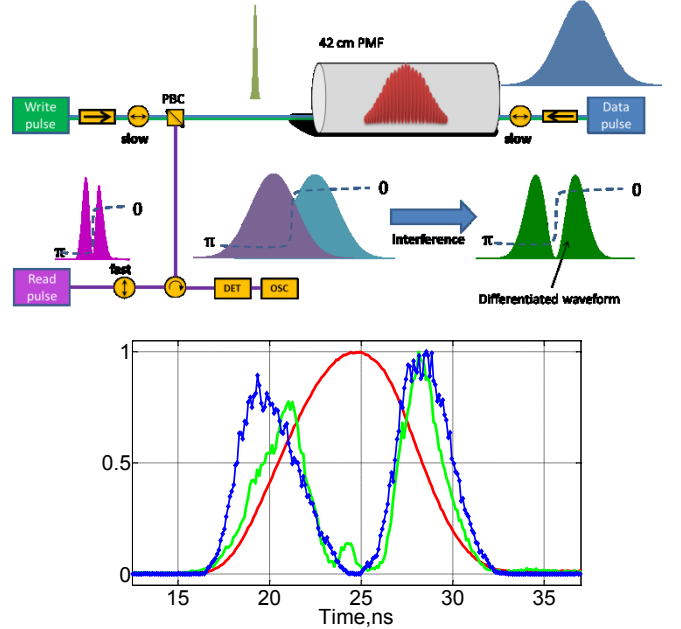 42 cm PMF
Write
pulse
slow
PBC
slow
Data
pulse
π
0
π
0
Interference
π
0
fast
Read
pulse
DET
OSC
Differentiated waveform
1
0.5
0
15
20
25
30
35
Time,ns